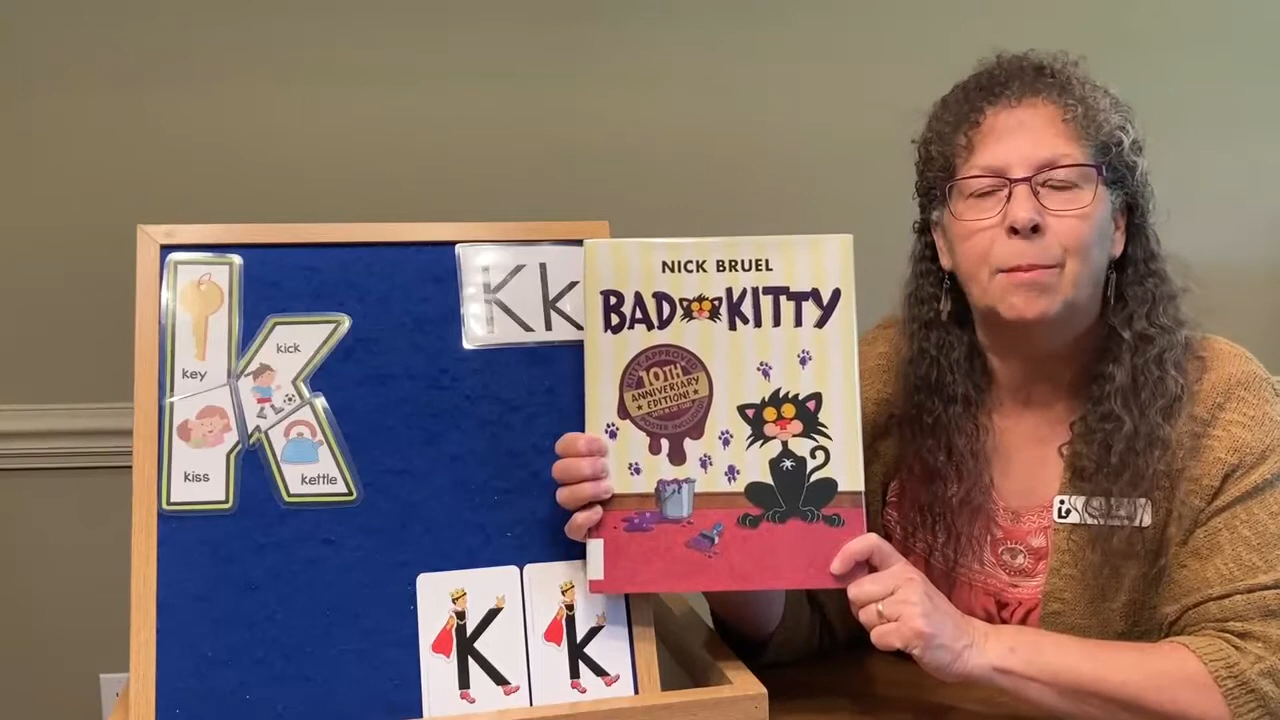 key
kick
kiss
kettle
Kk
NICK BRUEL
BAD KITTY
KITTY-APPROVED
10TH
ANNIVERSARY
EDITION!
POSTER INCLUDED
K
k